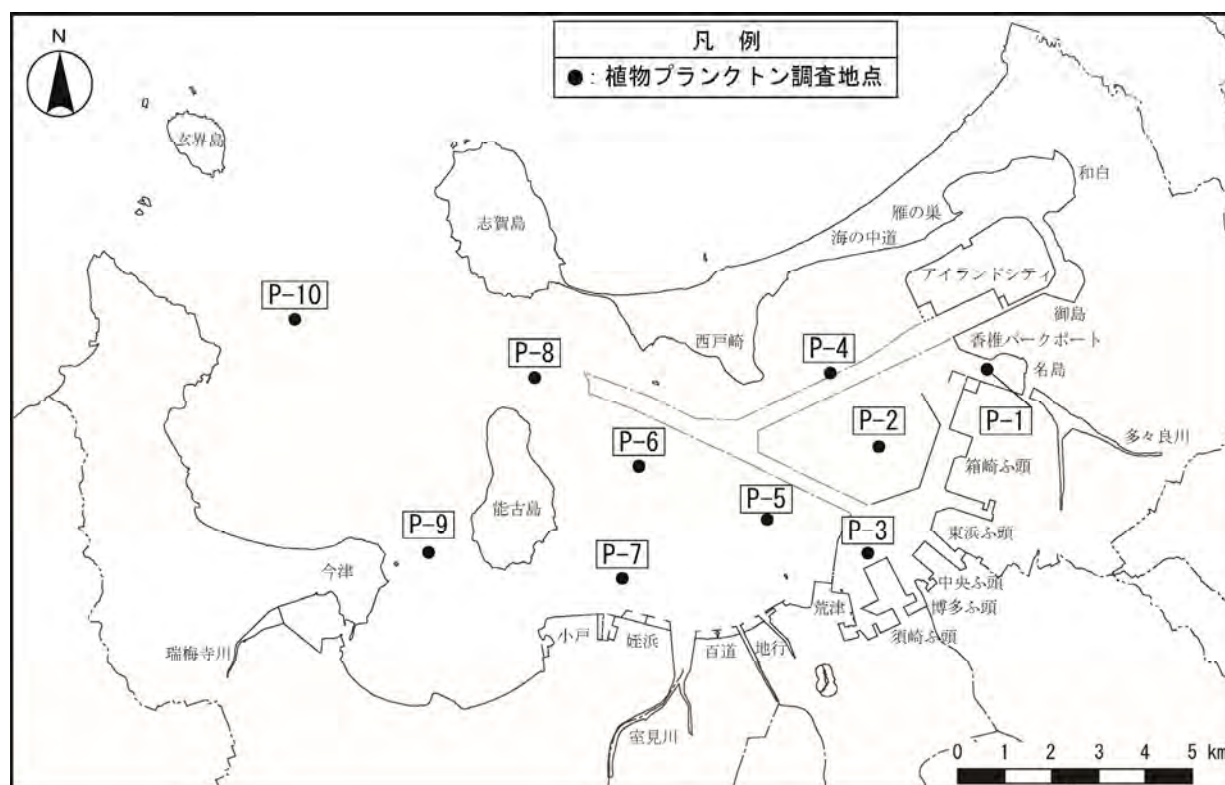 N
凡 例
●：植物プランクトン調査地点
玄界島
志賀島
和白
雁の巣
海の中道
アイランドシティ
P-10
御島
西戸崎
香椎パークポート
P-8
P-4
名島
P-1
P-2
多々良川
P-6
箱崎ふ頭
能古島
P-5
P-9
P-3
東浜ふ頭
P-7
今津
中央ふ頭
荒津
博多ふ頭
小戸
姪浜
百道
地行
須崎ふ頭
瑞梅寺川
室見川
0 1 2 3 4 5 km